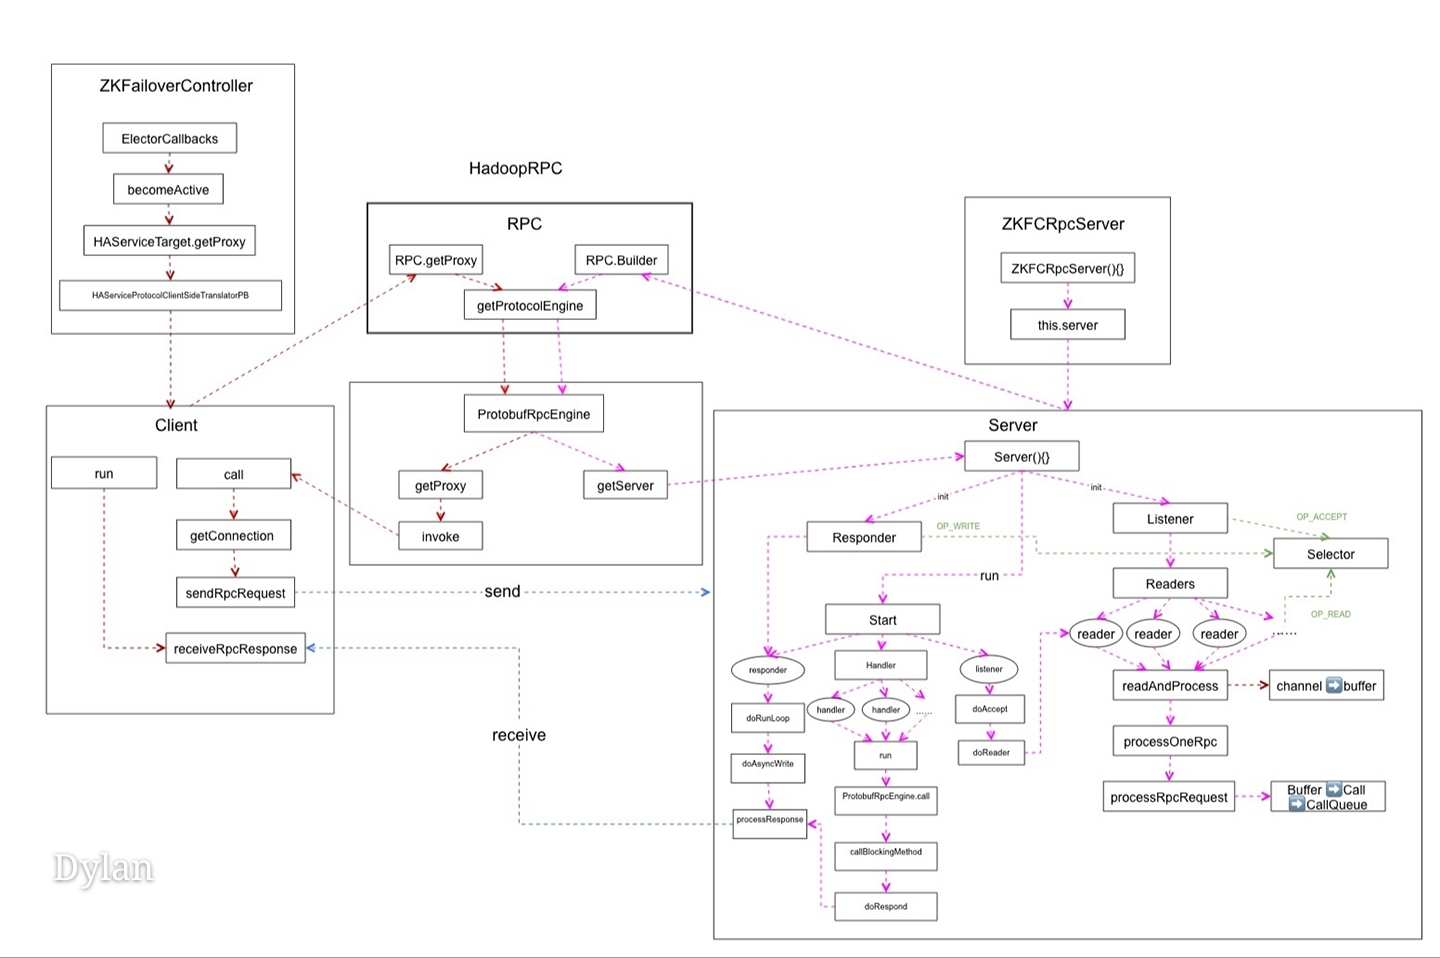 ZKFailoverController
ElectorCallbacks
becomeActive
HAServiceTarget.getProxy
HAServiceProtocolClientSideTranslatorPB
HadoopRPC
RPC
RPC.getProxy
RPC.Builder
getProtocolEngine
ZKFCRpcServer
ZKFCRpcServer(){}
this.server
ProtobufRpcEngine
getProxy
getServer
invoke
Client
run
call
getConnection
sendRpcRequest
receiveRpcResponse
send
receive
Server
Server(){}
init
init
Responder
OP_WRITE
Listener
OP_ACCEPT
Selector
run
Readers
OP_READ
reader
reader
reader
......
Start
responder
Handler
listener
handler
handler
......
doRunLoop
doAsyncWrite
processResponse
run
ProtobufRpcEngine.call
callBlockingMethod
doRespond
doAccept
doReader
readAndProcess
channel ➡️buffer
processOneRpc
processRpcRequest
Buffer ➡️Call
➡️CallQueue
Dylan